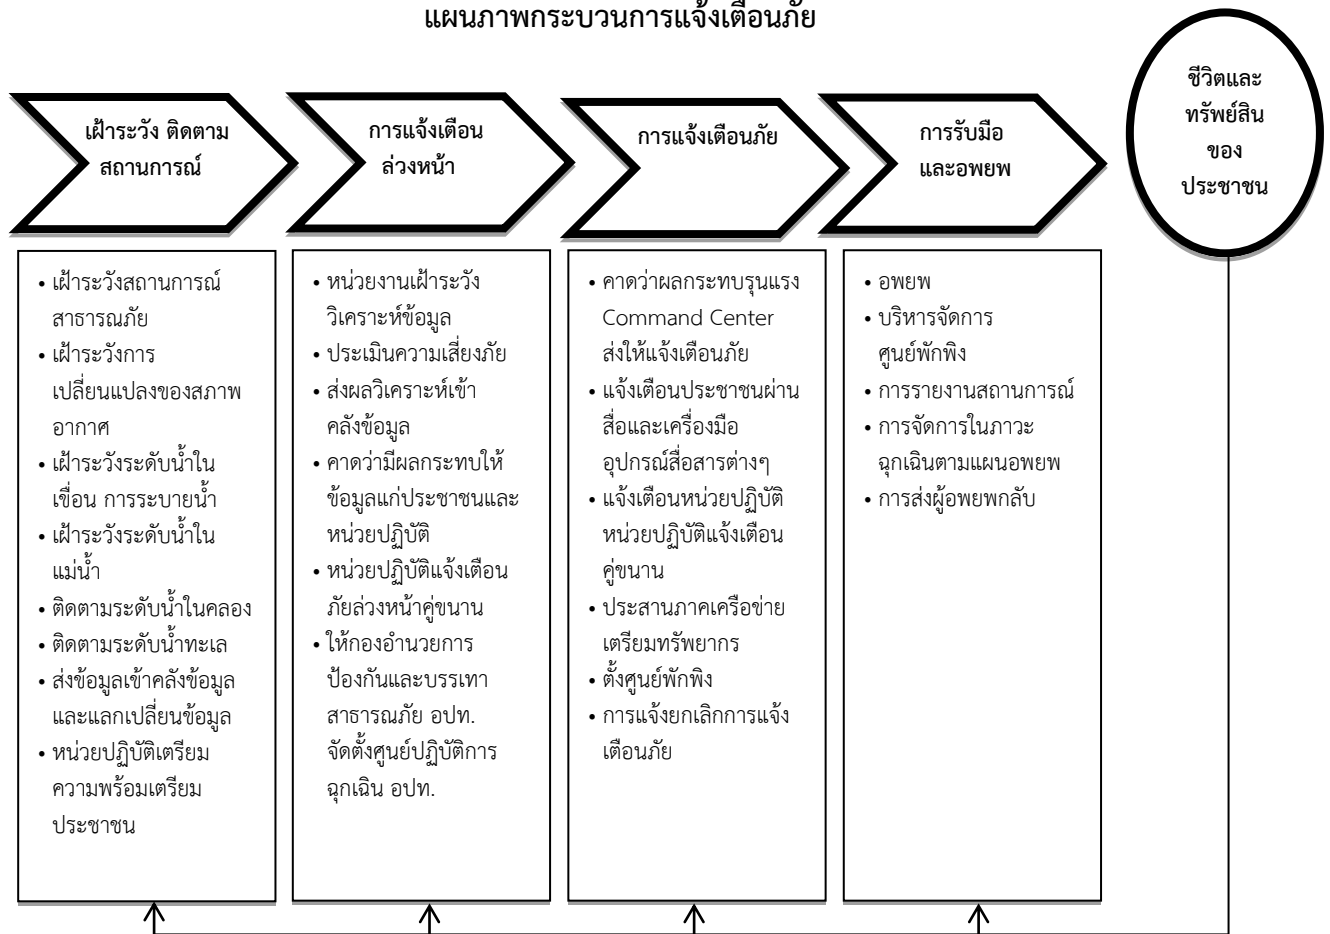 แผนภาพกระบวนการแจ้งเตือนภัย
เฝ้าระวัง ติดตาม
สถานการณ์
การแจ้งเตือน
ล่วงหน้า
การแจ้งเตือนภัย
การรับมือ
และอพยพ
ชีวิตและ
ทรัพย์สิน
ของ
ประชาชน
• เฝ้าระวังสถานการณ์
สาธารณภัย
• เฝ้าระวังการ
เปลี่ยนแปลงของสภาพ
อากาศ
• เฝ้าระวังระดับน้ำใน
เขื่อน การระบายน้ำ
• เฝ้าระวังระดับน้ำใน
แม่น้ำ
• ติดตามระดับน้ำในคลอง
• ติดตามระดับน้ำทะเล
• ส่งข้อมูลเข้าคลังข้อมูล
และแลกเปลี่ยนข้อมูล
• หน่วยปฏิบัติเตรียม
ความพร้อมเตรียม
ประชาชน
• หน่วยงานเฝ้าระวัง
วิเคราะห์ข้อมูล
• ประเมินความเสี่ยงภัย
• ส่งผลวิเคราะห์เข้า
คลังข้อมูล
• คาดว่ามีผลกระทบให้
ข้อมูลแก่ประชาชนและ
หน่วยปฏิบัติ
• หน่วยปฏิบัติแจ้งเตือน
ภัยล่วงหน้าคู่ขนาน
• ให้กองอำนวยการ
ป้องกันและบรรเทา
สาธารณภัย อปท.
จัดตั้งศูนย์ปฏิบัติการ
ฉุกเฉิน อปท.
• คาดว่าผลกระทบรุนแรง
Command Center
ส่งให้แจ้งเตือนภัย
• แจ้งเตือนประชาชนผ่าน
สื่อและเครื่องมือ
อุปกรณ์สื่อสารต่างๆ
• แจ้งเตือนหน่วยปฏิบัติ
หน่วยปฏิบัติแจ้งเตือน
คู่ขนาน
• ประสานภาคเครือข่าย
เตรียมทรัพยากร
• ตั้งศูนย์พักพิง
• การแจ้งยกเลิกการแจ้ง
เตือนภัย
• อพยพ
• บริหารจัดการ
ศูนย์พักพิง
• การรายงานสถานการณ์
• การจัดการในภาวะ
ฉุกเฉินตามแผนอพยพ
• การส่งผู้อพยพกลับ